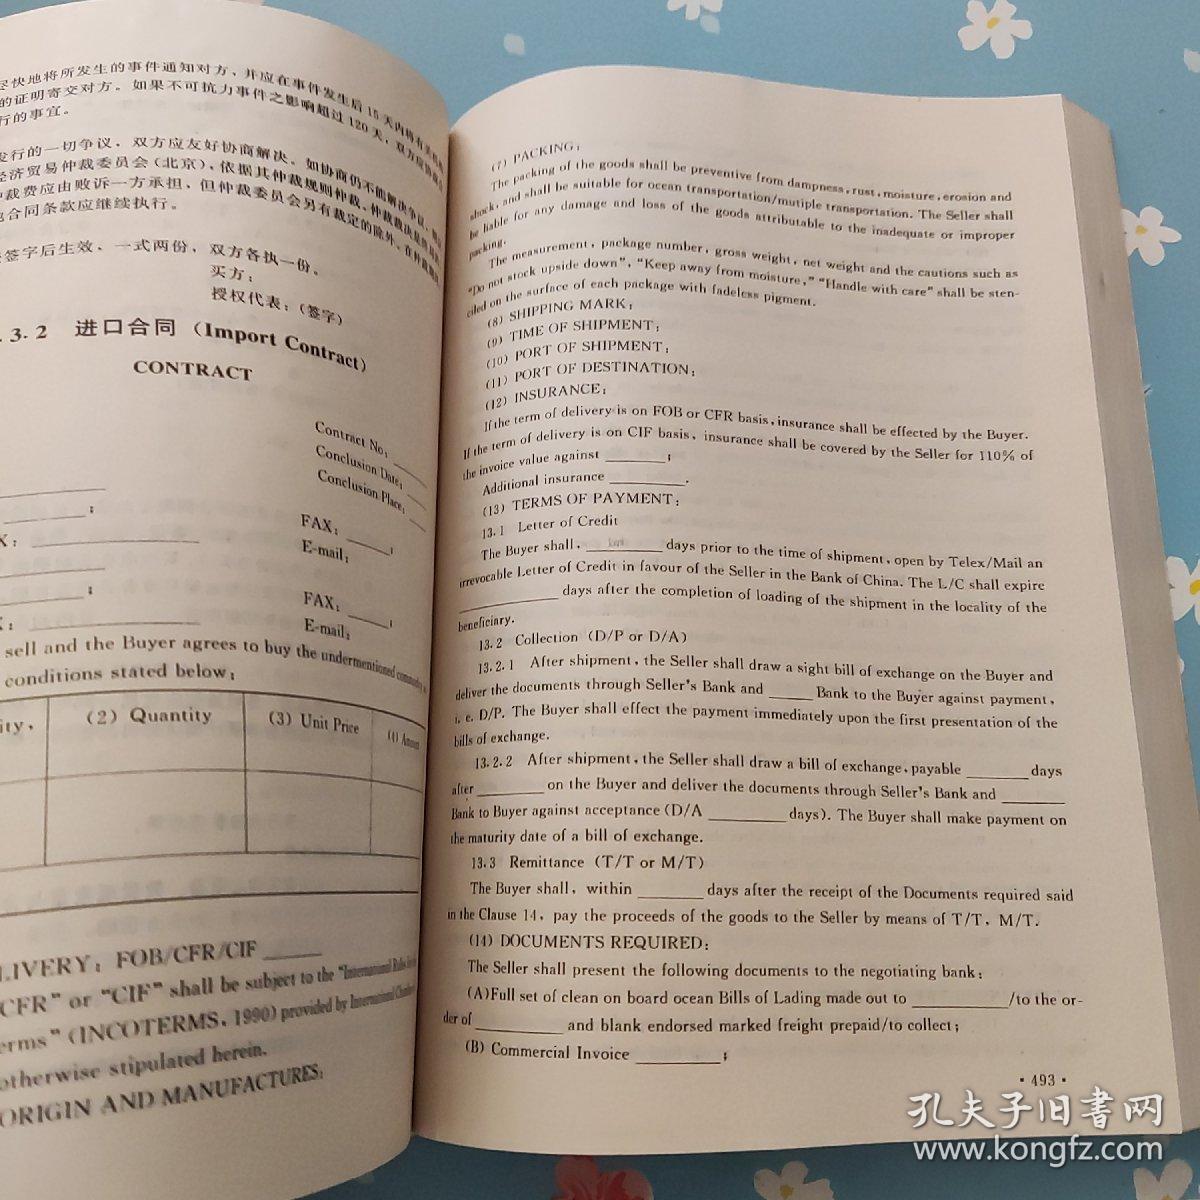 尽快地将所发生的事件通知对方，并应在事件发生后15天内将有关机构
的证明寄交对方。如果不可抗力事件之影响超过120天，双方应协商
行的事宜。
发行的一切争议，双方应友好协商解决。如协商仍不能解决争议，
经济贸易仲裁委员会（北京），依据其仲裁规则仲裁。仲裁裁决是终局的
仲裁费应由败诉一方承担，但仲裁委员会另有裁定的除外。在仲裁期间
他合同条款应继续执行。
签字后生效，一式两份，双方各执一份。
买方：
授权代表：（签字）
.3.2 进口合同（Import Contract）
CONTRACT
Contract No:
Conclusion Date:
Conclusion Place:
FAX:
E-mail:
FAX:
E-mail:
sell and the Buyer agrees to buy the undermentioned
conditions stated below:
ity, (2) Quantity (3) Unit Price (4) Amount
LIVERY: FOB/CFR/CIF
CFR" or "CIF" shall be subject to the "International Rules
erms" (INCOTERMS, 1990) provided by International
otherwise stipulated herein.
ORIGIN AND MANUFACTURES:
(7) PACKING:
The packing of the goods shall be preventive from dampness, rust, moisture, erosion and
shock, and shall be suitable for ocean transportation/mutiple transportation. The Seller shall
be liable for any damage and loss of the goods attributable to the inadequate or improper
packing.
The measurement, package number, gross weight, net weight and the cautions such as
"Do not stock upside down", "Keep away from moisture," "Handle with care" shall be sten-
ciled on the surface of each package with fadeless pigment.
(8) SHIPPING MARK:
(9) TIME OF SHIPMENT:
(10) PORT OF SHIPMENT:
(11) PORT OF DESTINATION:
(12) INSURANCE:
If the term of delivery is on FOB or CFR basis, insurance shall be effected by the Buyer.
If the term of delivery is on CIF basis, insurance shall be covered by the Seller for 110% of
the invoice value against ________;
Additional insurance ________.
(13) TERMS OF PAYMENT:
13.1 Letter of Credit
The Buyer shall, ________ days prior to the time of shipment, open by Telex/Mail an
irrevocable Letter of Credit in favour of the Seller in the Bank of China. The L/C shall expire
________ days after the completion of loading of the shipment in the locality of the
beneficiary.
13.2 Collection (D/P or D/A)
13.2.1 After shipment, the Seller shall draw a sight bill of exchange on the Buyer and
deliver the documents through Seller's Bank and ________ Bank to the Buyer against payment,
i.e. D/P. The Buyer shall effect the payment immediately upon the first presentation of the
bills of exchange.
13.2.2 After shipment, the Seller shall draw a bill of exchange, payable ________ days
after ________ on the Buyer and deliver the documents through Seller's Bank and ________
Bank to Buyer against acceptance (D/A ________ days). The Buyer shall make payment on
the maturity date of a bill of exchange.
13.3 Remittance (T/T or M/T)
The Buyer shall, within ________ days after the receipt of the Documents required said
in the Clause 14, pay the proceeds of the goods to the Seller by means of T/T, M/T.
(14) DOCUMENTS REQUIRED:
The Seller shall present the following documents to the negotiating bank:
(A)Full set of clean on board ocean Bills of Lading made out to ________/to the or-
der of ________ and blank endorsed marked freight prepaid/to collect;
(B) Commercial Invoice ________;
· 493 ·
孔夫子旧书网
www.kongfz.com